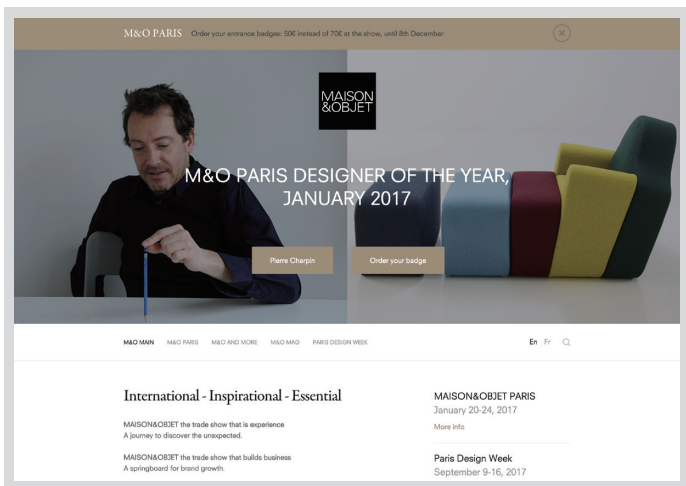 M&O PARIS Order your entrance badges: 50€ instead of 70€ at the show, until 8th December
MAISON
&OBJET
M&O PARIS DESIGNER OF THE YEAR,
JANUARY 2017
Pierre Charpin
Order your badge
M&O MAIN M&O PARIS M&O AND MORE M&O MAG PARIS DESIGN WEEK En Fr
International - Inspirational - Essential
MAISON&OBJET the trade show that is experience
A journey to discover the unexpected.
MAISON&OBJET the trade show that builds business
A springboard for brand growth.
MAISON&OBJET PARIS
January 20-24, 2017
More info
Paris Design Week
September 9-16, 2017